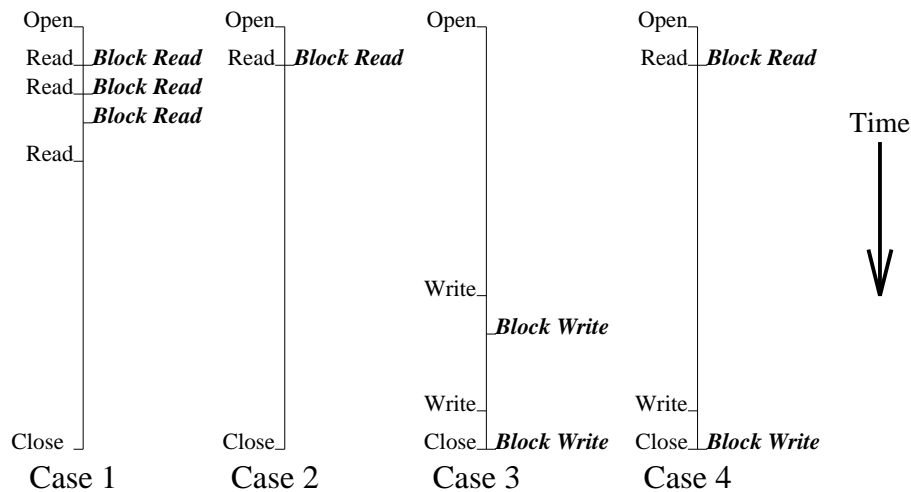 Open
Read Block Read
Read Block Read
Block Read
Read
Close
Case 1
Open
Read Block Read
Close
Case 2
Open
Write
Block Write
Write
Close Block Write
Case 3
Open
Read Block Read
Write
Close Block Write
Case 4
Time